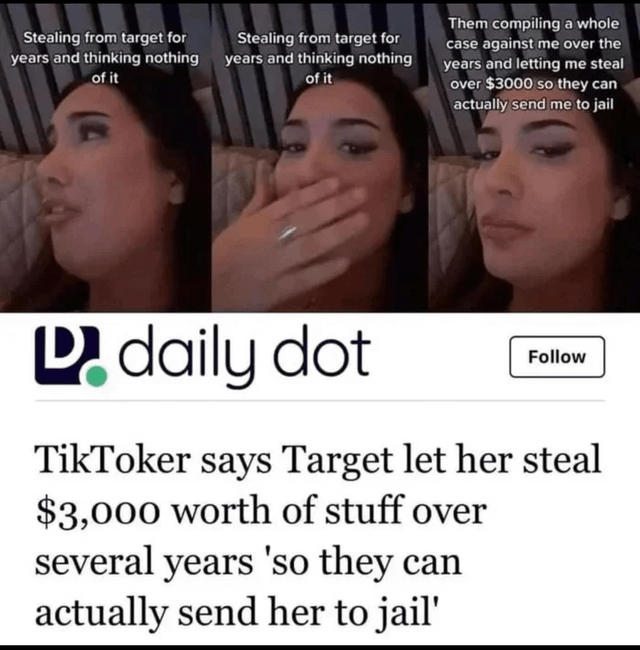 Stealing from target for
years and thinking nothing
of it
Stealing from target for
years and thinking nothing
of it
Them compiling a whole
case against me over the
years and letting me steal
over $3000 so they can
actually send me to jail
D. daily dot
Follow
TikToker says Target let her steal
$3,000 worth of stuff over
several years 'so they can
actually send her to jail'